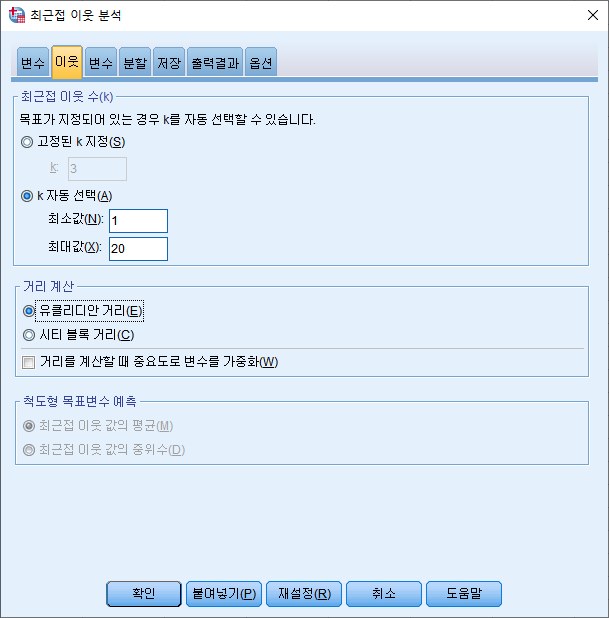 최근접 이웃 분석
변수 이웃 변수 분할 저장 출력결과 옵션
최근접 이웃 수(k)
목표가 지정되어 있는 경우 k를 자동 선택할 수 있습니다.
고정된 k 지정(S)
k: 3
k 자동 선택(A)
최소값(N): 1
최대값(X): 20
거리 계산
유클리디안 거리(E)
시티 블록 거리(C)
거리를 계산할 때 중요도로 변수를 가중화(W)
척도형 목표변수 예측
최근접 이웃 값의 평균(M)
최근접 이웃 값의 중위수(D)
확인 붙여넣기(P) 재설정(R) 취소 도움말